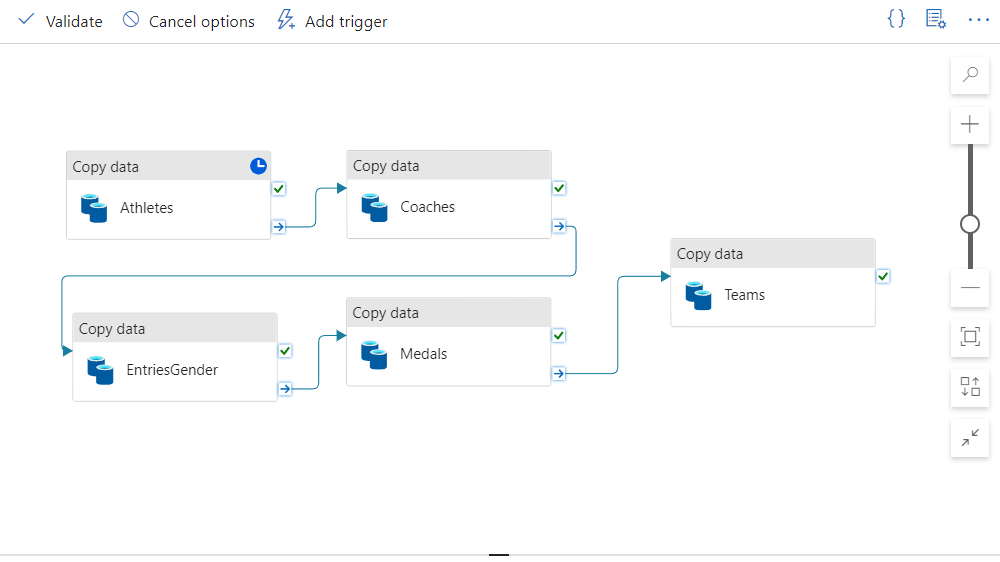 Validate
Cancel options
Add trigger
{}
Copy data
Athletes
Copy data
Coaches
Copy data
Teams
Copy data
EntriesGender
Copy data
Medals